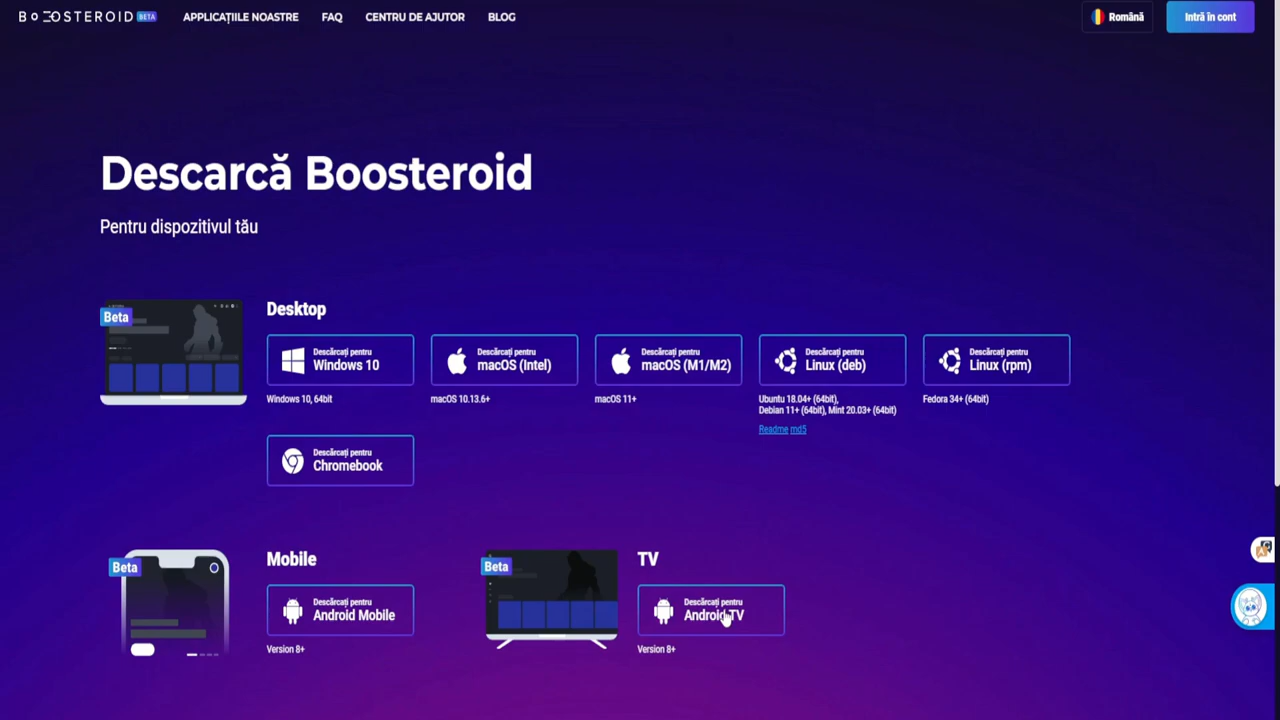 BOOSTEROID BETA
APPLICAȚIILE NOASTRE
FAQ
CENTRU DE AJUTOR
BLOG
Română
Intră în cont
Descarcă Boosteroid
Pentru dispozitivul tău
Beta
Desktop
Descărcați pentru
Windows 10
Windows 10, 64bit
Descărcați pentru
macOS (Intel)
macOS 10.13.6+
Descărcați pentru
macOS (M1/M2)
macOS 11+
Descărcați pentru
Linux (deb)
Ubuntu 18.04+ (64bit),
Debian 11+ (64bit), Mint 20.03+ (64bit)
Readme md5
Descărcați pentru
Linux (rpm)
Fedora 34+ (64bit)
Descărcați pentru
Chromebook
Beta
Mobile
Descărcați pentru
Android Mobile
Version 8+
Beta
TV
Descărcați pentru
Android TV
Version 8+